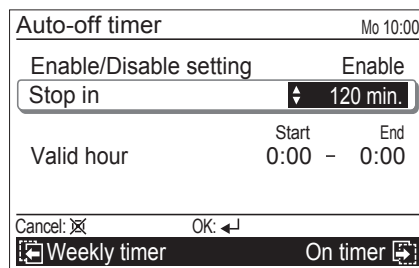 Auto-off timer Mo 10:00
Enable/Disable setting Enable
Stop in 120 min.
Start End
Valid hour 0:00 – 0:00
Cancel: OK:
Weekly timer On timer